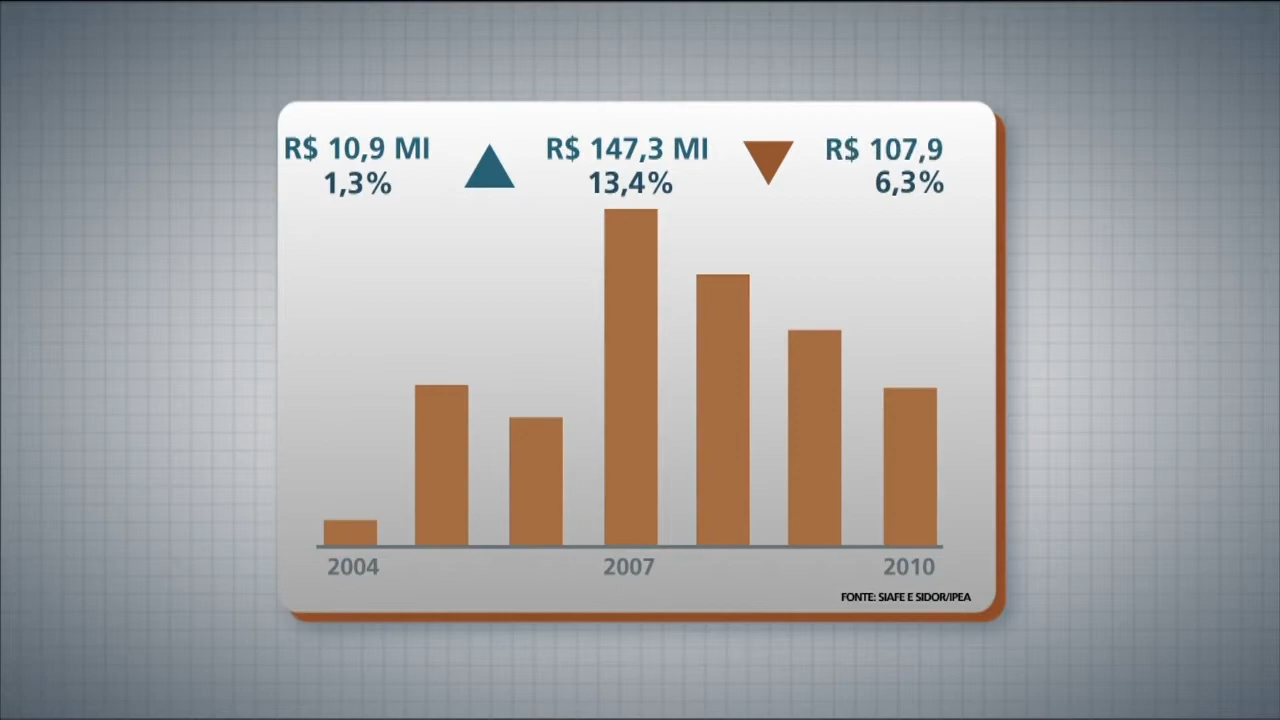 R$ 10,9 MI
1,3%
R$ 147,3 MI
13,4%
R$ 107,9
6,3%
2004
2007
2010
FONTE: SIAFE E SIDOR/IPEA